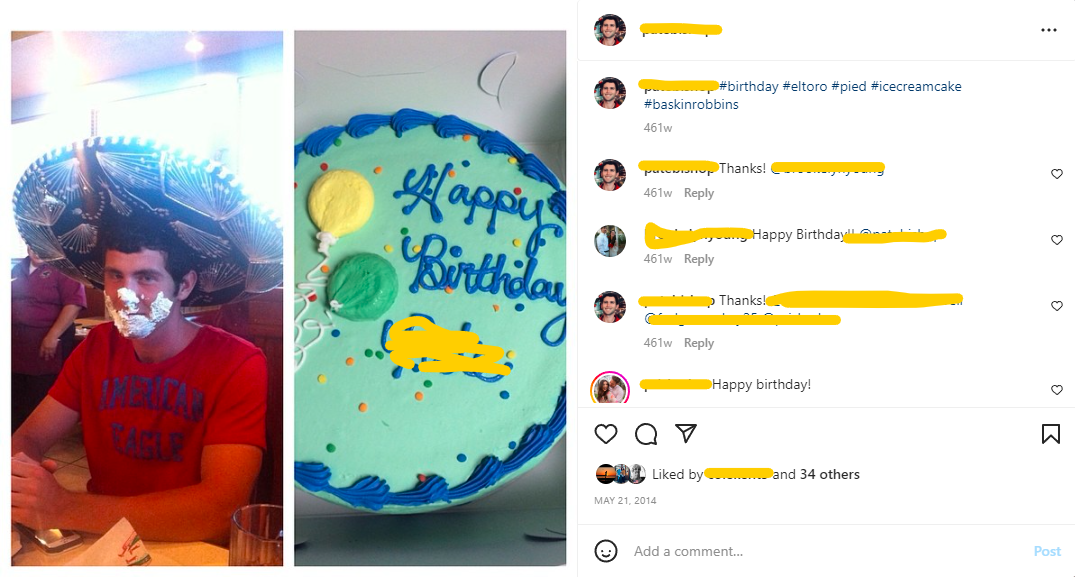 AMERICAN
EAGLE
Happy
Birthday
#birthday #eltoro #pied #icecreamcake
#baskinrobbins
461w
Thanks!
461w Reply
Happy Birthday!!
461w Reply
Thanks!
461w Reply
Happy birthday!
Liked by and 34 others
MAY 21, 2014
Add a comment...
Post